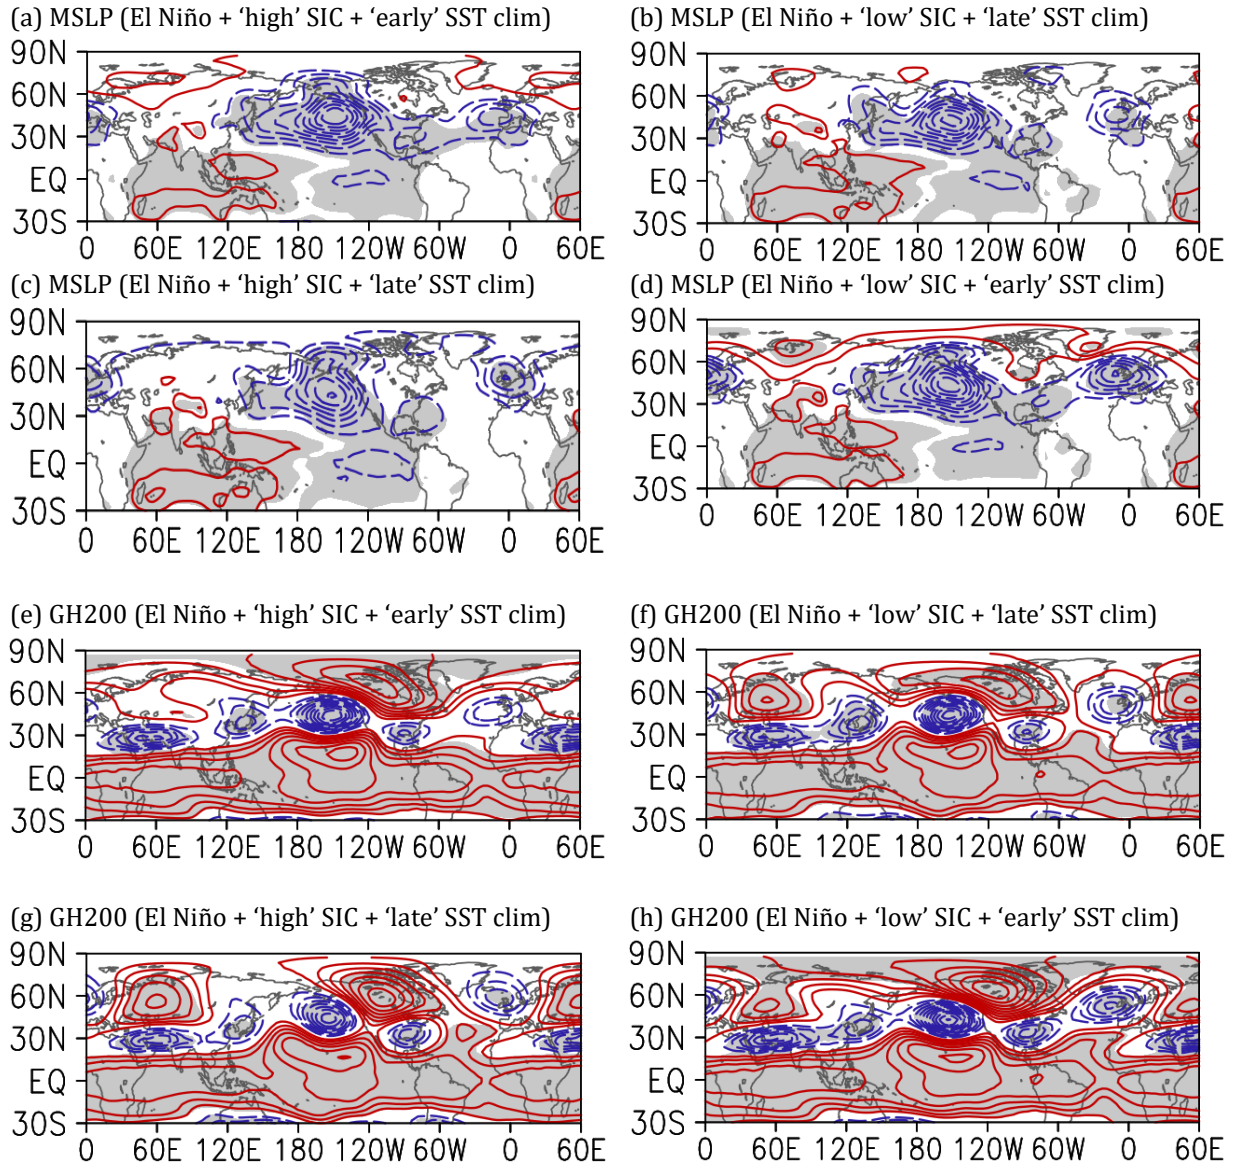 (a) MSLP (El Niño + ‘high’ SIC + ‘early’ SST clim)
(b) MSLP (El Niño + ‘low’ SIC + ‘late’ SST clim)
90N
60N
30N
EQ
30S
0 60E 120E 180 120W 60W 0 60E
90N
60N
30N
EQ
30S
0 60E 120E 180 120W 60W 0 60E
(c) MSLP (El Niño + ‘high’ SIC + ‘late’ SST clim)
(d) MSLP (El Niño + ‘low’ SIC + ‘early’ SST clim)
90N
60N
30N
EQ
30S
0 60E 120E 180 120W 60W 0 60E
90N
60N
30N
EQ
30S
0 60E 120E 180 120W 60W 0 60E
(e) GH200 (El Niño + ‘high’ SIC + ‘early’ SST clim)
(f) GH200 (El Niño + ‘low’ SIC + ‘late’ SST clim)
90N
60N
30N
EQ
30S
0 60E 120E 180 120W 60W 0 60E
90N
60N
30N
EQ
30S
0 60E 120E 180 120W 60W 0 60E
(g) GH200 (El Niño + ‘high’ SIC + ‘late’ SST clim)
(h) GH200 (El Niño + ‘low’ SIC + ‘early’ SST clim)
90N
60N
30N
EQ
30S
0 60E 120E 180 120W 60W 0 60E
90N
60N
30N
EQ
30S
0 60E 120E 180 120W 60W 0 60E